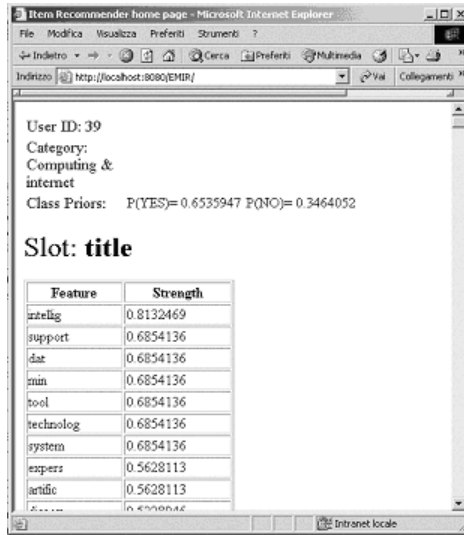 Item Recommender home page - Microsoft Internet Explorer
File Modifica Visualizza Preferiti Strumenti ?
Indietro Cerca Preferiti Multimedia
Indirizzo http://localhost:8080/EMIR/ Vai Collegamenti
User ID: 39
Category:
Computing &
internet
Class Priors: P(YES)= 0.6535947 P(NO)= 0.3464052
Slot: title
Feature Strength
intellig 0.8132469
support 0.6854136
dat 0.6854136
min 0.6854136
tool 0.6854136
technolog 0.6854136
system 0.6854136
expers 0.5628113
artific 0.5628113
Intranet locale